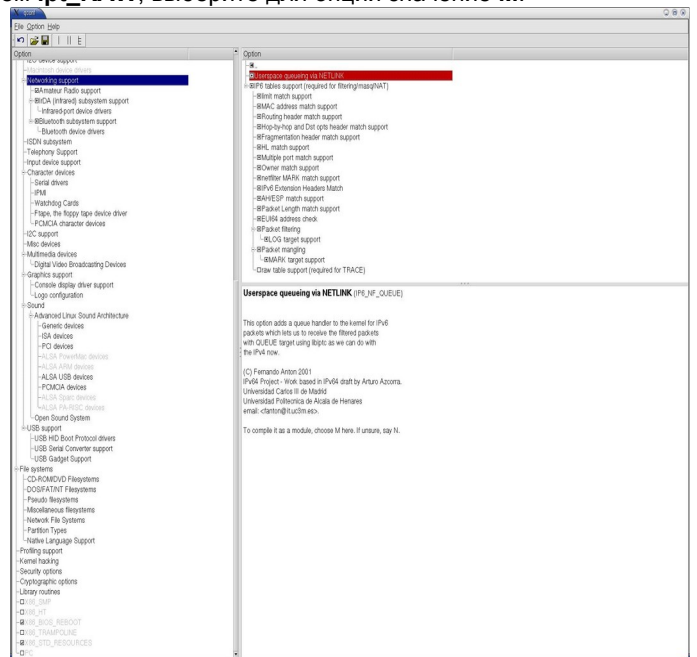 File Option Help
Option
I2O device support
Macintosh device drivers
Networking support
Amateur Radio support
IrDA (infrared) subsystem support
Infrared-port device drivers
Bluetooth subsystem support
Bluetooth device drivers
ISDN subsystem
Telephony Support
Input device support
Character devices
Serial drivers
IPMI
Watchdog Cards
Ftape, the floppy tape device driver
PCMCIA character devices
I2C support
Misc devices
Multimedia devices
Digital Video Broadcasting Devices
Graphics support
Console display driver support
Logo configuration
Sound
Advanced Linux Sound Architecture
Generic devices
ISA devices
PCI devices
ALSA PowerMac devices
ALSA ARM devices
ALSA USB devices
PCMCIA devices
ALSA Sparc devices
ALSA PA-RISC devices
Open Sound System
USB support
USB HID Boot Protocol drivers
USB Serial Converter support
USB Gadget Support
File systems
CD-ROM/DVD Filesystems
DOS/FAT/NT Filesystems
Pseudo filesystems
Miscellaneous filesystems
Network File Systems
Partition Types
Native Language Support
Profiling support
Kernel hacking
Security options
Cryptographic options
Library routines
X86_SMP
X86_HT
X86_BIOS_REBOOT
X86_TRAMPOLINE
X86_STD_RESOURCES
PC
Option
..
Userspace queueing via NETLINK
IP6 tables support (required for filtering/masq/NAT)
limit match support
MAC address match support
Routing header match support
Hop-by-hop and Dst opts header match support
Fragmentation header match support
HL match support
Multiple port match support
Owner match support
netfilter MARK match support
IPv6 Extension Headers Match
AH/ESP match support
Packet Length match support
EUI64 address check
Packet filtering
LOG target support
Packet mangling
MARK target support
raw table support (required for TRACE)
Userspace queueing via NETLINK (IP6_NF_QUEUE)
This option adds a queue handler to the kernel for IPv6
packets which lets us to receive the filtered packets
with QUEUE target using libiptc as we can do with
the IPv4 now.
(C) Fernando Anton 2001
IPv64 Project - Work based in IPv64 draft by Arturo Azcorra.
Universidad Carlos III de Madrid
Universidad Politecnica de Alcala de Henares
email: <fanton@it.uc3m.es>.
To compile it as a module, choose M here. If unsure, say N.